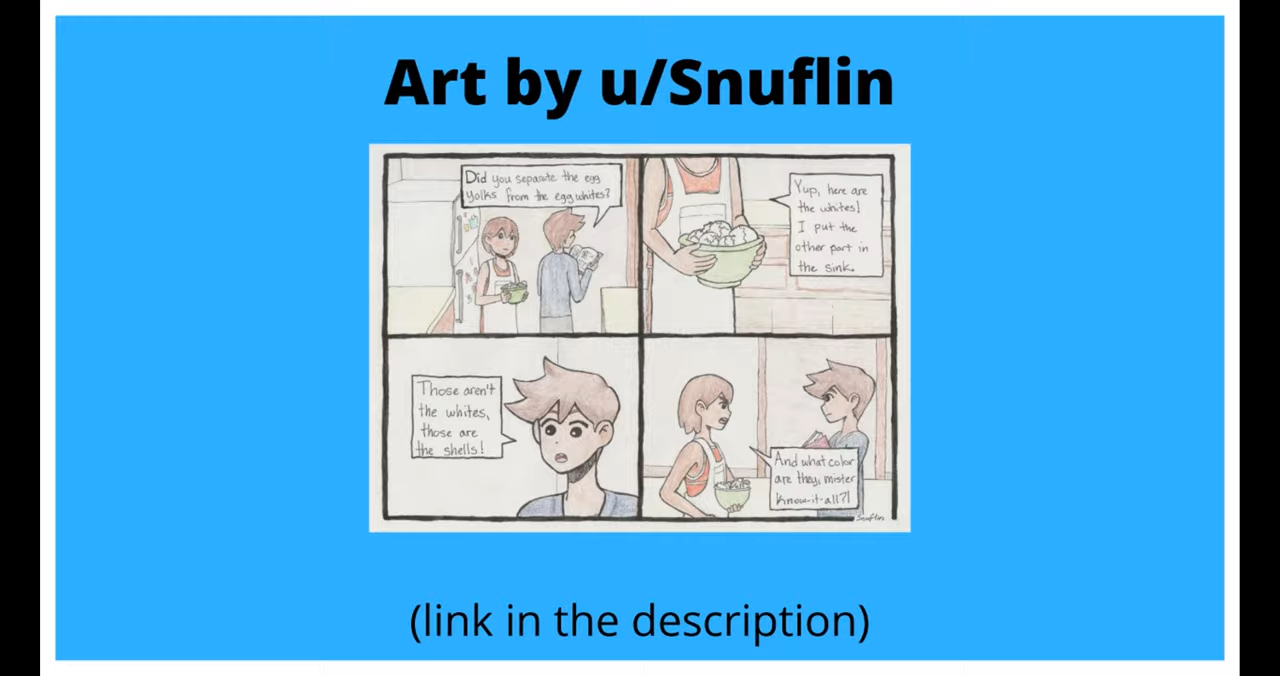 Art by u/Snuflin
Did you separate the egg
yolks from the egg whites?
Yup, here are
the whites!
I put the
other part in
the sink.
Those aren't
the whites,
those are
the shells!
And what color
are they, mister
know-it-all?!
Snuflin
(link in the description)